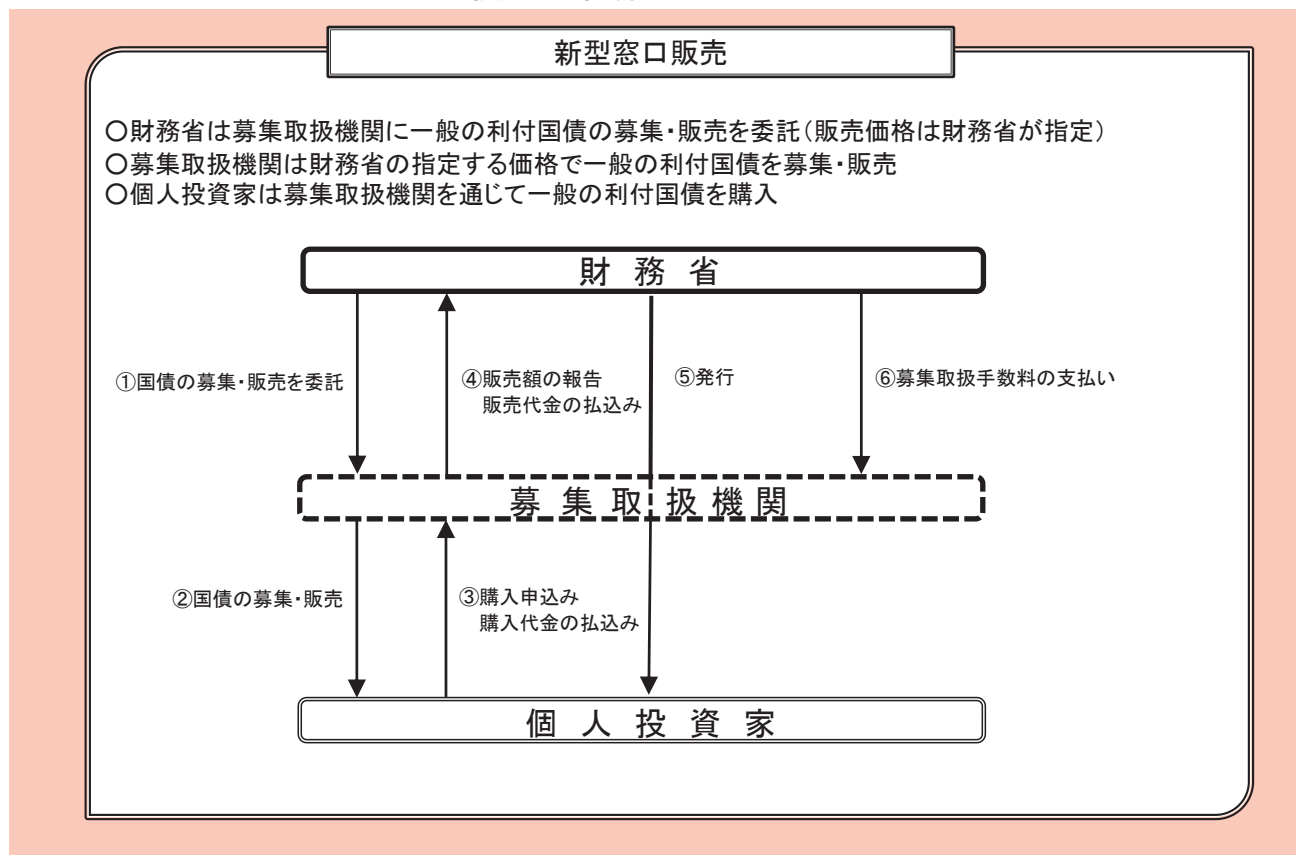 新型窓口販売
○財務省は募集取扱機関に一般の利付国債の募集・販売を委託(販売価格は財務省が指定)
○募集取扱機関は財務省の指定する価格で一般の利付国債を募集・販売
○個人投資家は募集取扱機関を通じて一般の利付国債を購入
財務省
①国債の募集・販売を委託
④販売額の報告
販売代金の払込み
⑤発行
⑥募集取扱手数料の支払い
募集取扱機関
②国債の募集・販売
③購入申込み
購入代金の払込み
個人投資家